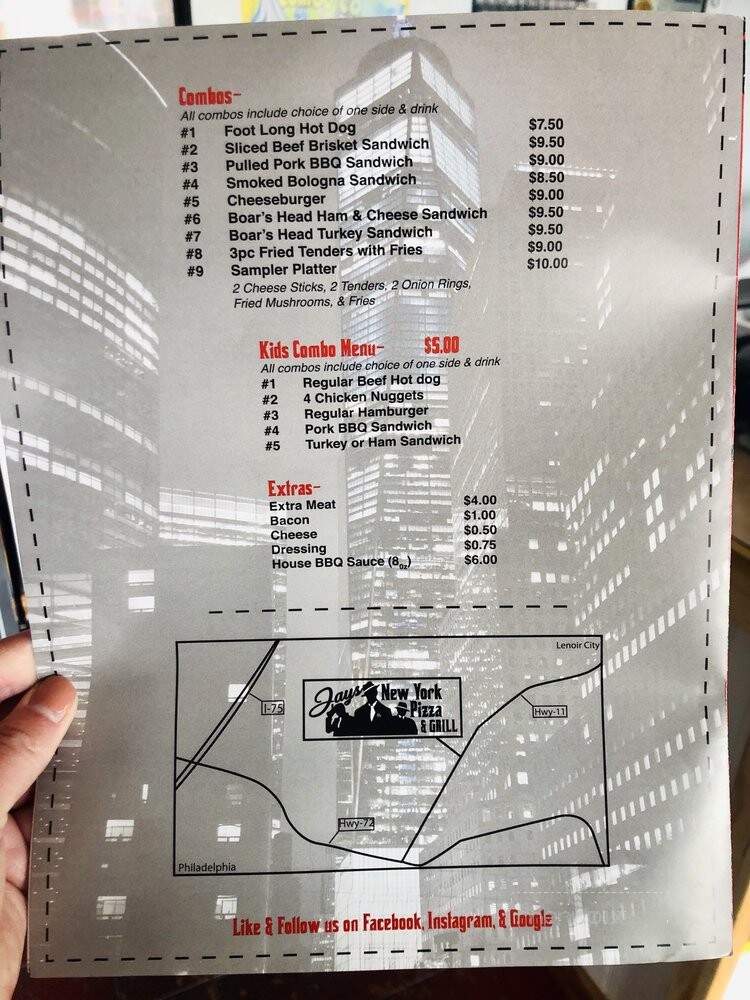 Combos-
All combos include choice of one side & drink
#1 Foot Long Hot Dog $7.50
#2 Sliced Beef Brisket Sandwich $9.50
#3 Pulled Pork BBQ Sandwich $9.00
#4 Smoked Bologna Sandwich $8.50
#5 Cheeseburger $9.00
#6 Boar's Head Ham & Cheese Sandwich $9.50
#7 Boar's Head Turkey Sandwich $9.50
#8 3pc Fried Tenders with Fries $9.00
#9 Sampler Platter $10.00
2 Cheese Sticks, 2 Tenders, 2 Onion Rings,
Fried Mushrooms, & Fries
Kids Combo Menu- $5.00
All combos include choice of one side & drink
#1 Regular Beef Hot dog
#2 4 Chicken Nuggets
#3 Regular Hamburger
#4 Pork BBQ Sandwich
#5 Turkey or Ham Sandwich
Extras-
Extra Meat $4.00
Bacon $1.00
Cheese $0.50
Dressing $0.75
House BBQ Sauce (8oz) $6.00
Lenoir City
Jays New York
Pizza
& GRILL
I-75
Hwy-11
Hwy-72
Philadelphia
Like & Follow us on Facebook, Instagram, & Google